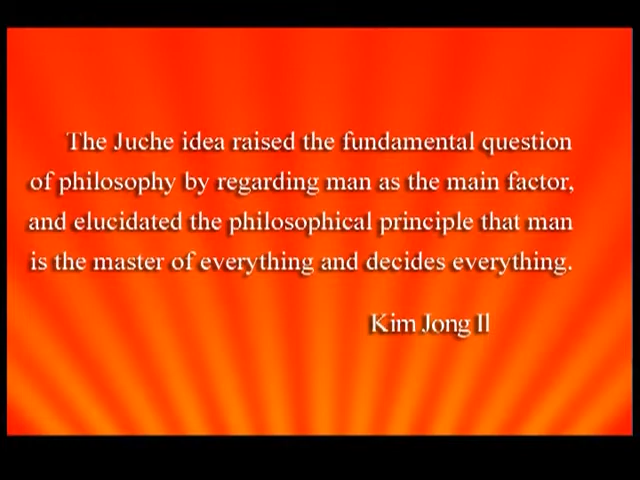 The Juche idea raised the fundamental question
of philosophy by regarding man as the main factor,
and elucidated the philosophical principle that man
is the master of everything and decides everything.
Kim Jong Il